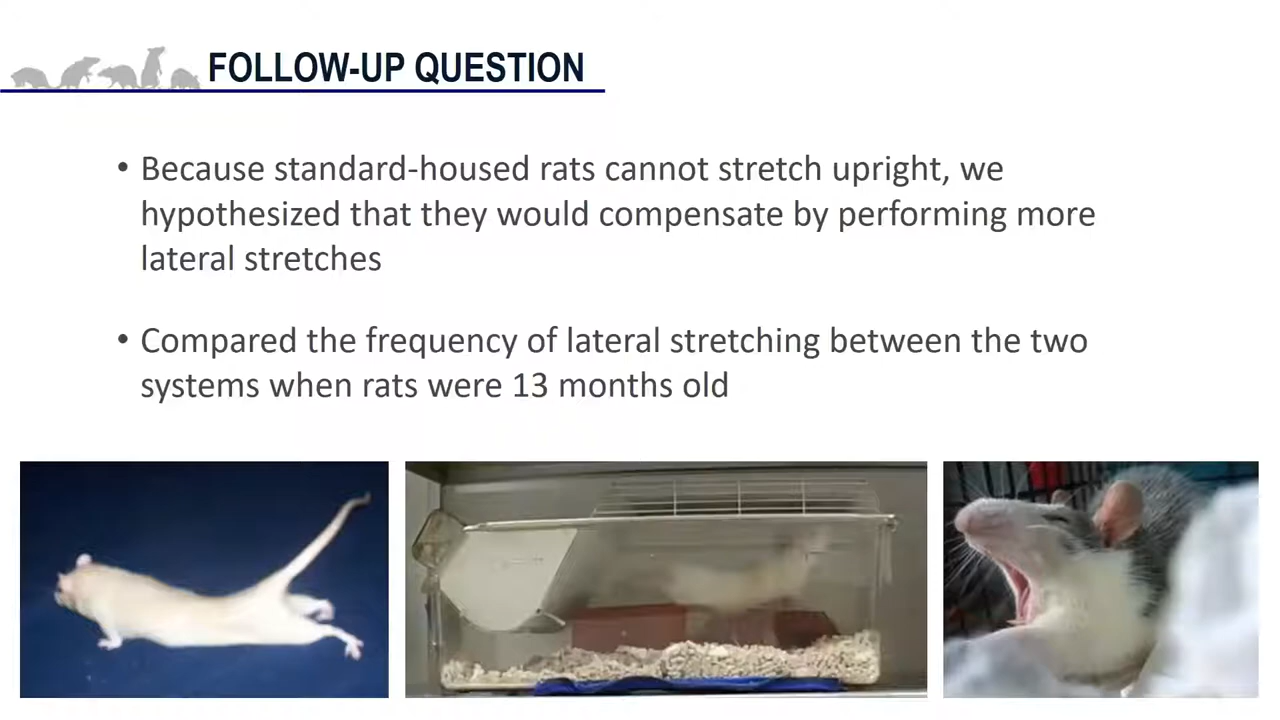 FOLLOW-UP QUESTION
• Because standard-housed rats cannot stretch upright, we
hypothesized that they would compensate by performing more
lateral stretches
• Compared the frequency of lateral stretching between the two
systems when rats were 13 months old